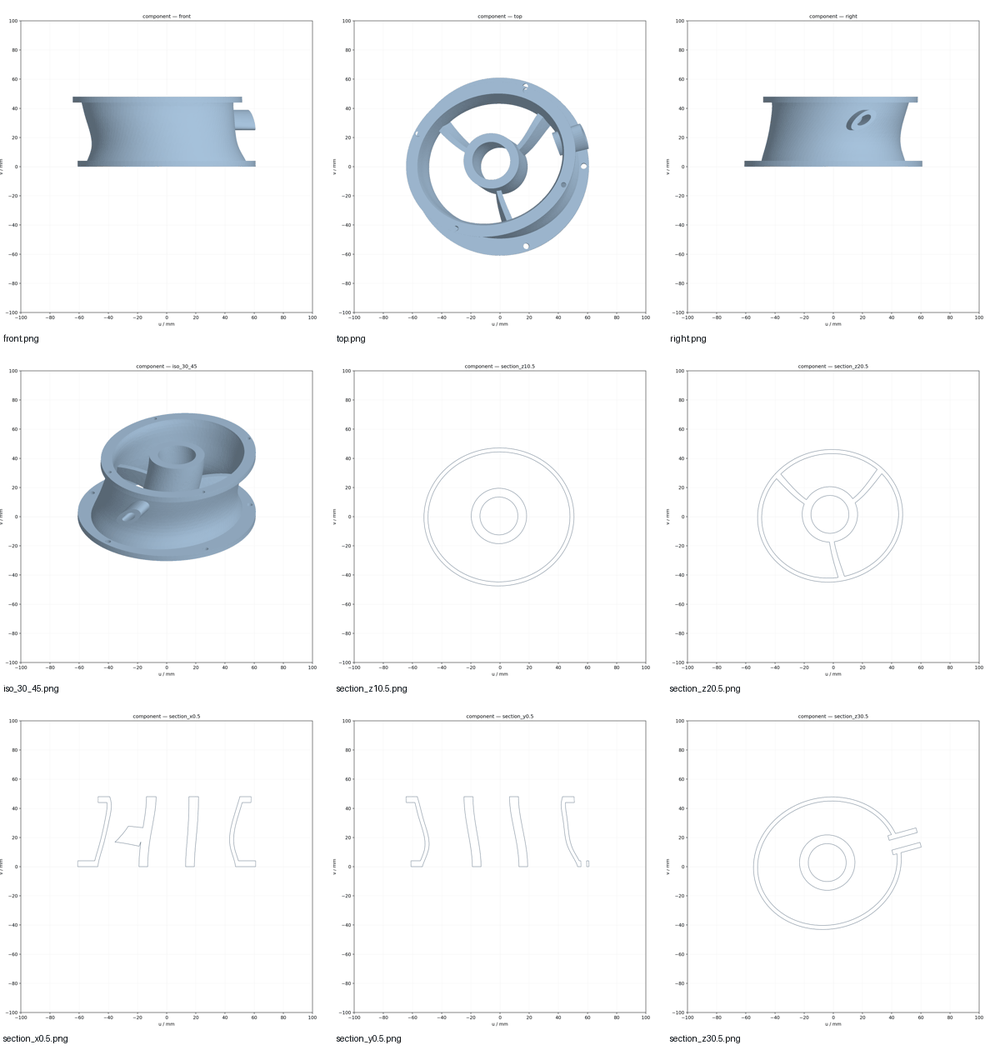 component — front
component — top
component — right
100
80
60
40
20
0
−20
−40
−60
−80
−100
−100 −80 −60 −40 −20 0 20 40 60 80 100
u / mm
v / mm
front.png
top.png
right.png
component — iso_30_45
component — section_z10.5
component — section_z20.5
iso_30_45.png
section_z10.5.png
section_z20.5.png
component — section_x0.5
component — section_y0.5
component — section_z30.5
section_x0.5.png
section_y0.5.png
section_z30.5.png